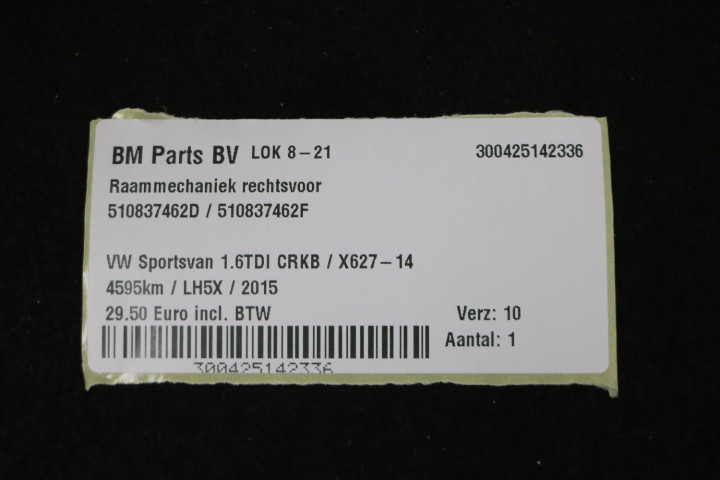 BM Parts BV LOK 8-21 300425142336
Raammechaniek rechtsvoor
510837462D / 510837462F
VW Sportsvan 1.6TDI CRKB / X627-14
4595km / LH5X / 2015
29.50 Euro incl. BTW Verz: 10
Aantal: 1
300425142336